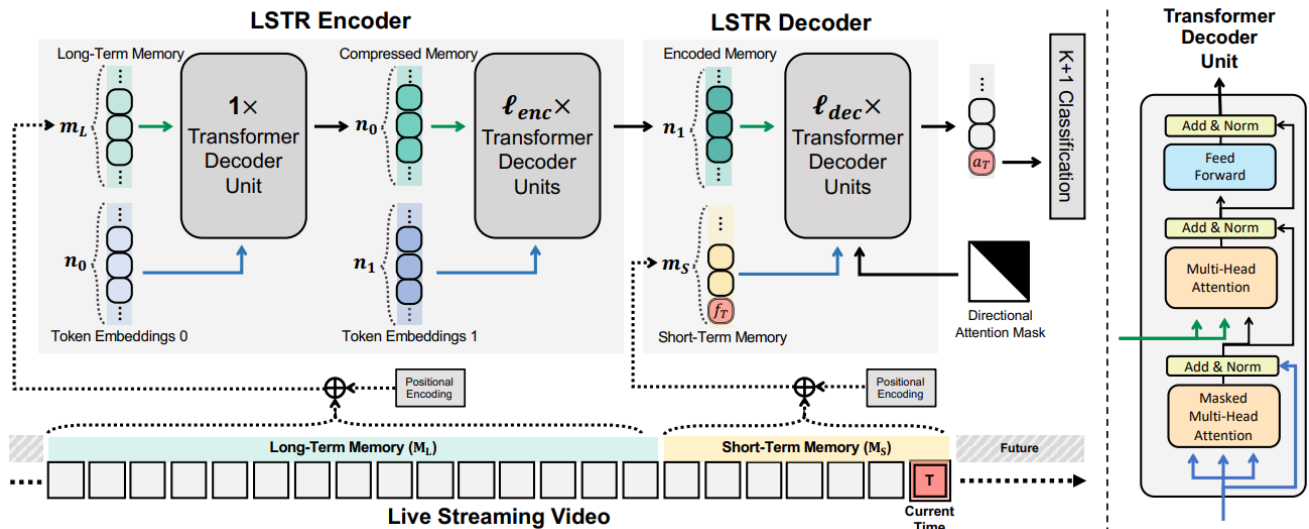 LSTR Encoder
LSTR Decoder
Long-Term Memory
Compressed Memory
Encoded Memory
m_L
1×
Transformer
Decoder
Unit
n_0
ℓ_enc×
Transformer
Decoder
Units
n_1
ℓ_dec×
Transformer
Decoder
Units
a_T
K+1 Classification
n_0
n_1
m_S
f_T
Token Embeddings 0
Token Embeddings 1
Short-Term Memory
Directional
Attention Mask
Positional
Encoding
Positional
Encoding
Long-Term Memory (M_L)
Short-Term Memory (M_S)
Future
T
Live Streaming Video
Current
Time
Transformer
Decoder
Unit
Add & Norm
Feed
Forward
Add & Norm
Multi-Head
Attention
Add & Norm
Masked
Multi-Head
Attention